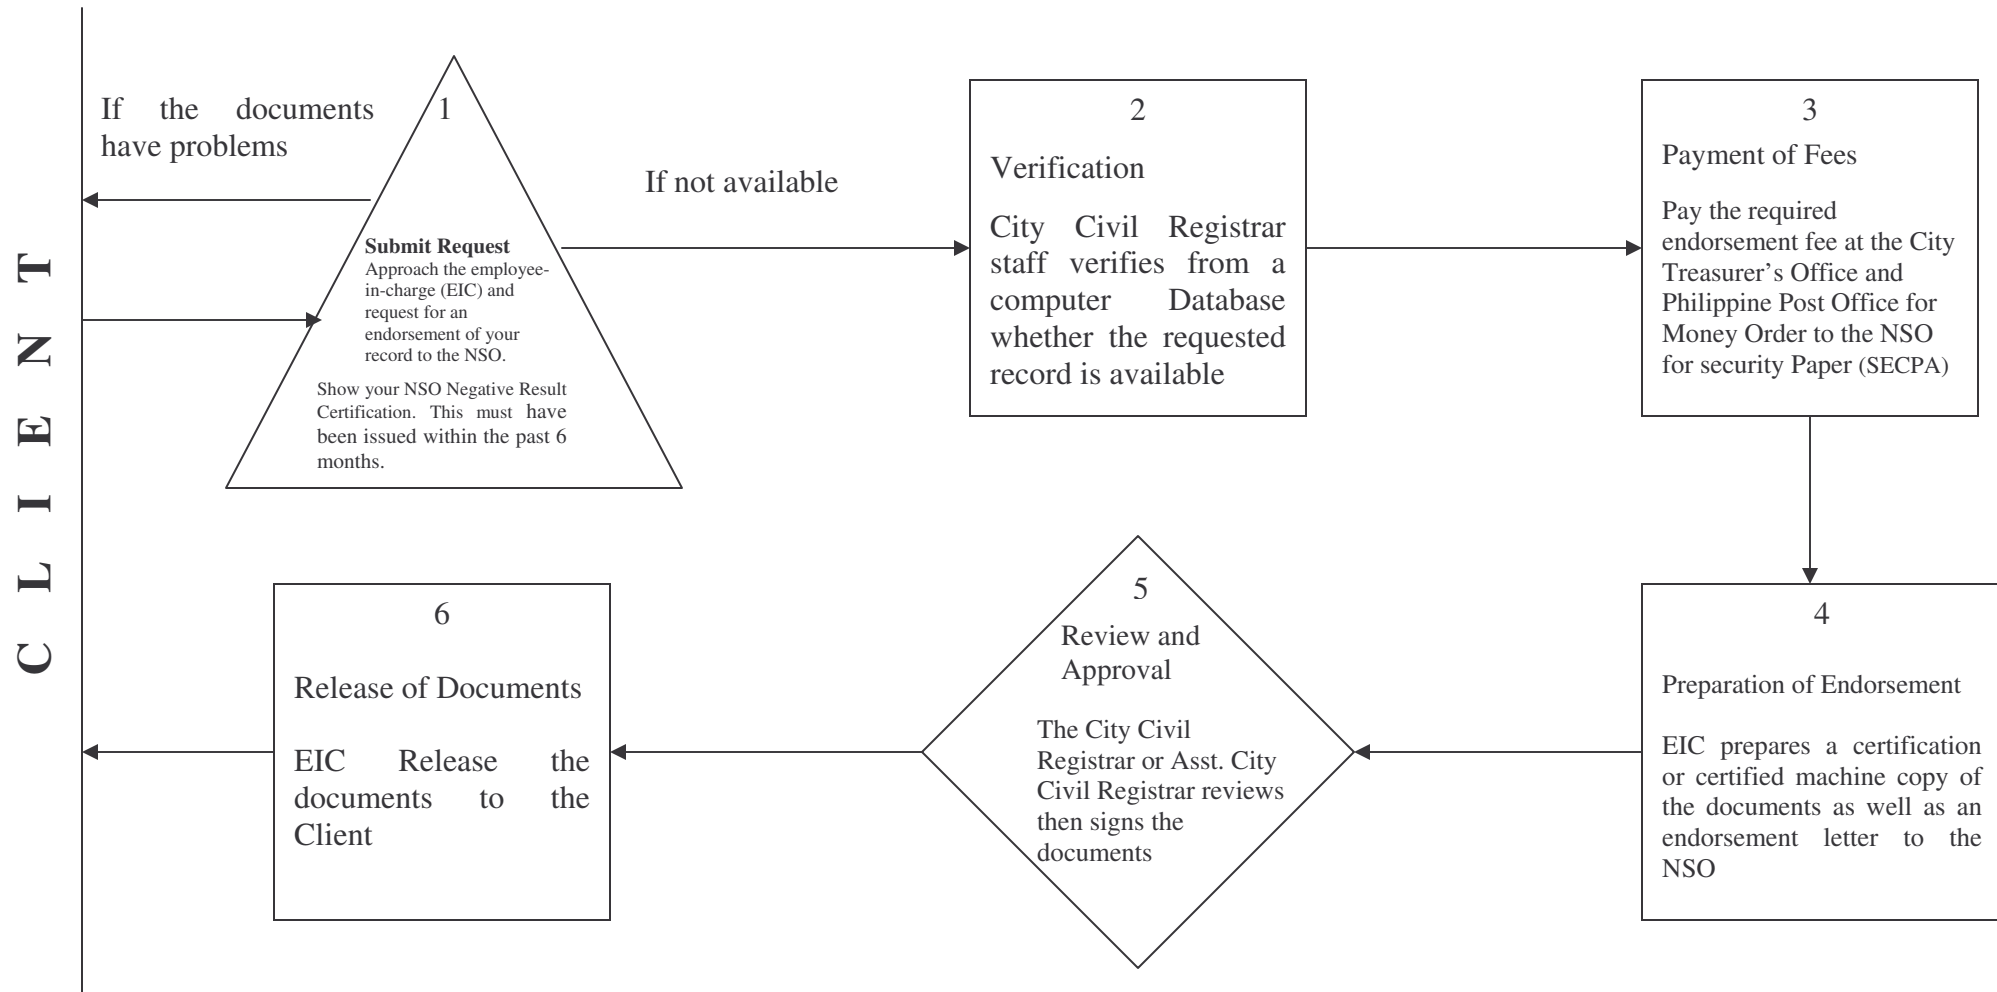 CLIENT
If the documents
have problems
1
Submit Request
Approach the employee-
in-charge (EIC) and
request for an
endorsement of your
record to the NSO.
Show your NSO Negative Result
Certification. This must have
been issued within the past 6
months.
If not available
2
Verification
City Civil Registrar
staff verifies from a
computer Database
whether the requested
record is available
3
Payment of Fees
Pay the required
endorsement fee at the City
Treasurer’s Office and
Philippine Post Office for
Money Order to the NSO
for security Paper (SECPA)
4
Preparation of Endorsement
EIC prepares a certification
or certified machine copy of
the documents as well as an
endorsement letter to the
NSO
5
Review and
Approval
The City Civil
Registrar or Asst. City
Civil Registrar reviews
then signs the
documents
6
Release of Documents
EIC Release the
documents to the
Client